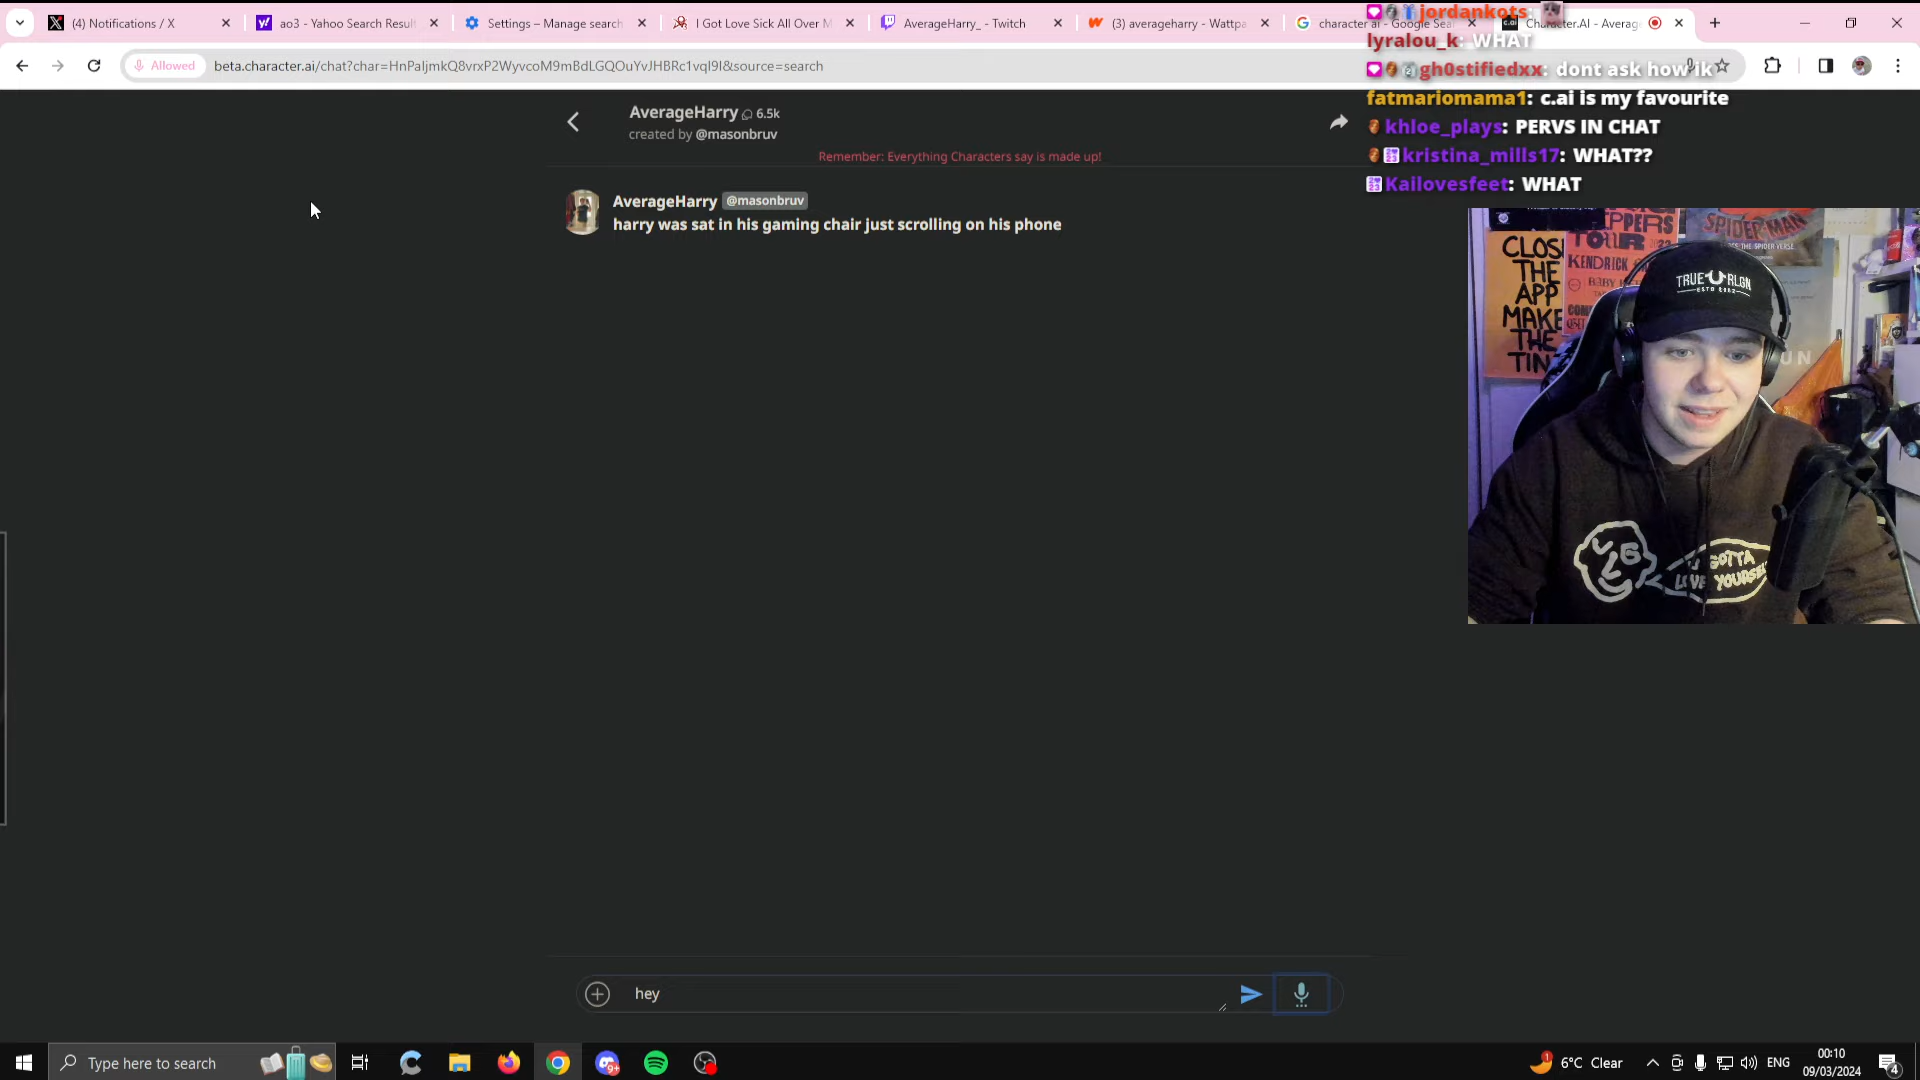 (4) Notifications / X
ao3 - Yahoo Search Result
Settings – Manage search
I Got Love Sick All Over M
AverageHarry_ - Twitch
(3) averageharry - Wattpa
character ai - Google Sea
Character.AI - Averag
Allowed
beta.character.ai/chat?char=HnPaljmkQ8vrxP2WyvcoM9mBdLGQOuYvJHBRc1vqI9I&source=search
jordankots:
lyralou_k: WHAT
gh0stifiedxx: dont ask how ik
fatmariomama1: c.ai is my favourite
khloe_plays: PERVS IN CHAT
kristina_mills17: WHAT??
Kailovesfeet: WHAT
AverageHarry 6.5k
created by @masonbruv
Remember: Everything Characters say is made up!
AverageHarry @masonbruv
harry was sat in his gaming chair just scrolling on his phone
CLOSE
THE
APP
MAKE
THE
PEPPERS
TOUR
KENDRICK
SPIDER-MAN
TRUE RLGN
GOTTA
LOVE YOURSE
hey
Type here to search
6°C Clear
ENG
00:10
09/03/2024